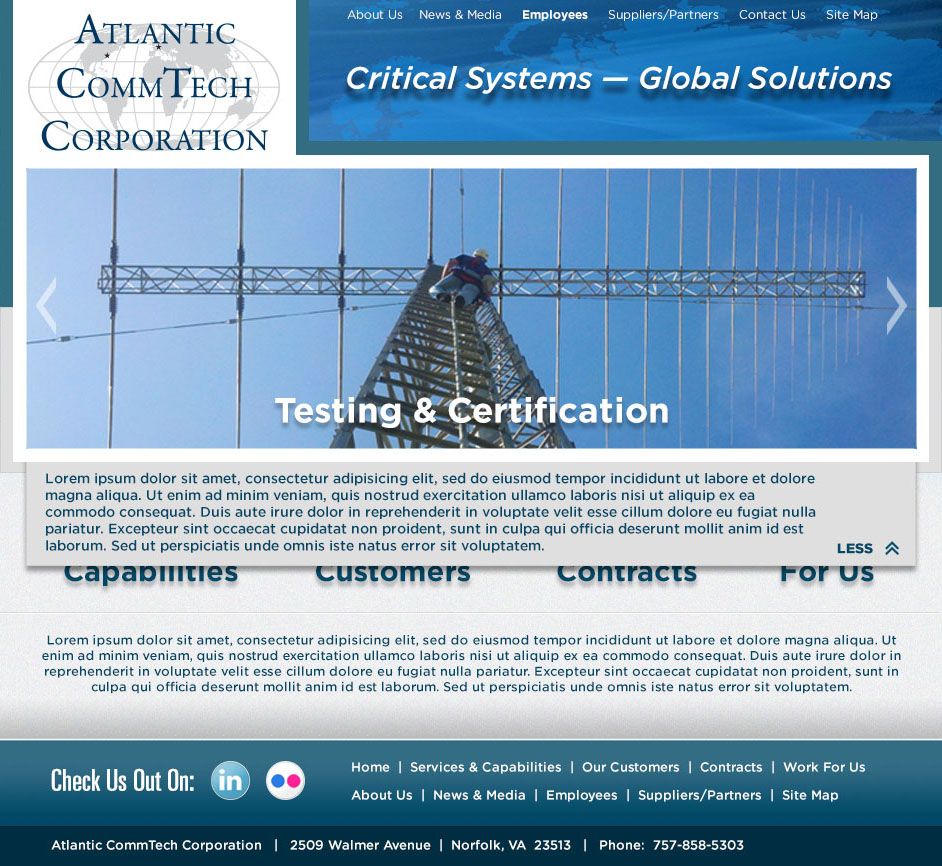 About Us News & Media Employees Suppliers/Partners Contact Us Site Map
ATLANTIC
COMMTECH
CORPORATION
Critical Systems — Global Solutions
Testing & Certification
Lorem ipsum dolor sit amet, consectetur adipisicing elit, sed do eiusmod tempor incididunt ut labore et dolore
magna aliqua. Ut enim ad minim veniam, quis nostrud exercitation ullamco laboris nisi ut aliquip ex ea
commodo consequat. Duis aute irure dolor in reprehenderit in voluptate velit esse cillum dolore eu fugiat nulla
pariatur. Excepteur sint occaecat cupidatat non proident, sunt in culpa qui officia deserunt mollit anim id est
laborum. Sed ut perspiciatis unde omnis iste natus error sit voluptatem.
LESS
Capabilities Customers Contracts For Us
Lorem ipsum dolor sit amet, consectetur adipisicing elit, sed do eiusmod tempor incididunt ut labore et dolore magna aliqua. Ut
enim ad minim veniam, quis nostrud exercitation ullamco laboris nisi ut aliquip ex ea commodo consequat. Duis aute irure dolor in
reprehenderit in voluptate velit esse cillum dolore eu fugiat nulla pariatur. Excepteur sint occaecat cupidatat non proident, sunt in
culpa qui officia deserunt mollit anim id est laborum. Sed ut perspiciatis unde omnis iste natus error sit voluptatem.
Check Us Out On: in
Home | Services & Capabilities | Our Customers | Contracts | Work For Us
About Us | News & Media | Employees | Suppliers/Partners | Site Map
Atlantic CommTech Corporation | 2509 Walmer Avenue | Norfolk, VA 23513 | Phone: 757-858-5303